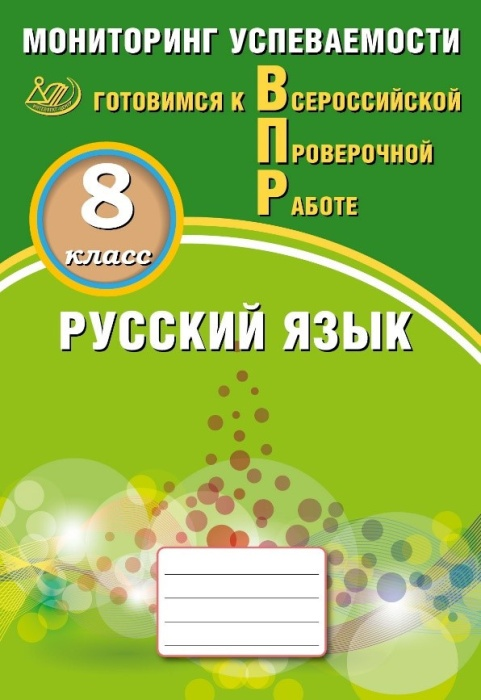 МОНИТОРИНГ УСПЕВАЕМОСТИ
ГОТОВИМСЯ К ВСЕРОССИЙСКОЙ
ПРОВЕРОЧНОЙ
РАБОТЕ
8
класс
РУССКИЙ ЯЗЫК